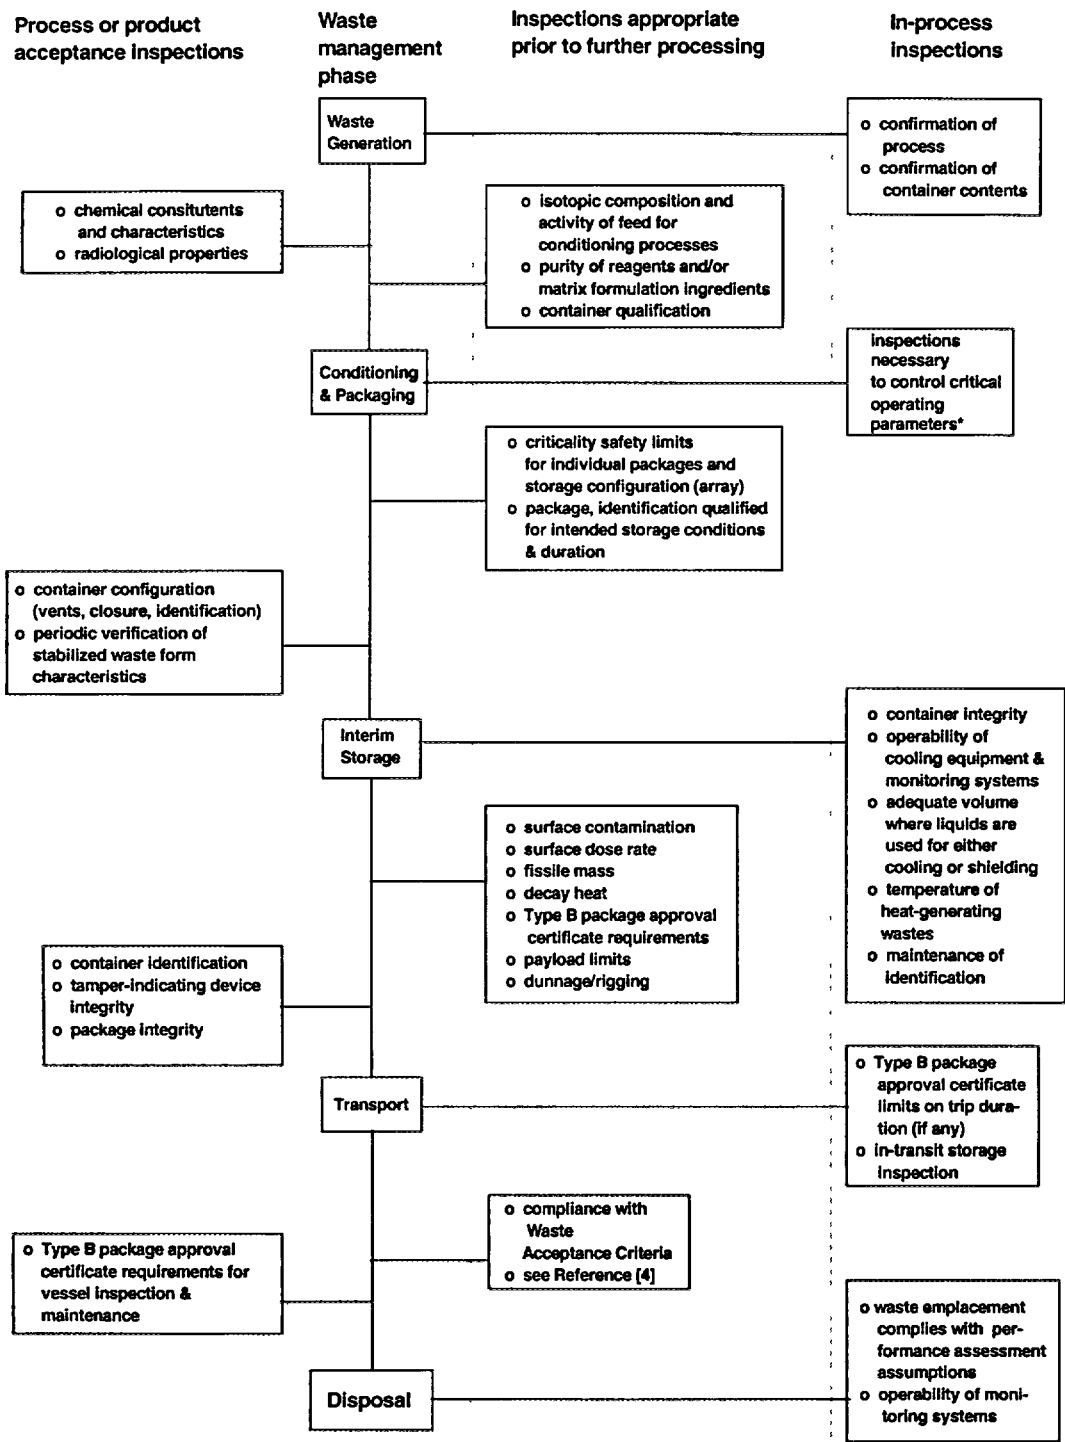 Process or product
acceptance inspections
Waste
management
phase
Inspections appropriate
prior to further processing
In-process
inspections
Waste
Generation
o confirmation of
process
o confirmation of
container contents
o chemical consitutents
and characteristics
o radiological properties
o isotopic composition and
activity of feed for
conditioning processes
o purity of reagents and/or
matrix formulation ingredients
o container qualification
Conditioning
& Packaging
inspections
necessary
to control critical
operating
parameters*
o criticality safety limits
for individual packages and
storage configuration (array)
o package, identification qualified
for intended storage conditions
& duration
o container configuration
(vents, closure, identification)
o periodic verification of
stabilized waste form
characteristics
Interim
Storage
o container integrity
o operability of
cooling equipment &
monitoring systems
o adequate volume
where liquids are
used for either
cooling or shielding
o temperature of
heat-generating
wastes
o maintenance of
identification
o surface contamination
o surface dose rate
o fissile mass
o decay heat
o Type B package approval
certificate requirements
o payload limits
o dunnage/rigging
o container identification
o tamper-indicating device
integrity
o package integrity
Transport
o Type B package
approval certificate
limits on trip dura-
tion (if any)
o in-transit storage
inspection
o compliance with
Waste
Acceptance Criteria
o see Reference [4]
o Type B package approval
certificate requirements for
vessel inspection &
maintenance
Disposal
o waste emplacement
complies with per-
formance assessment
assumptions
o operability of moni-
toring systems